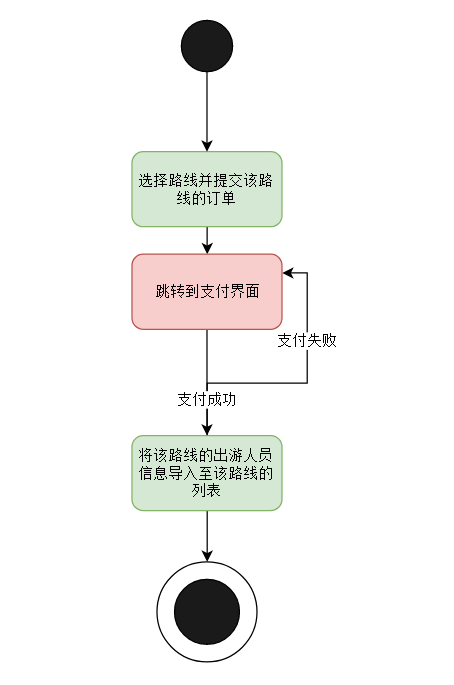 选择路线并提交该路
线的订单
跳转到支付界面
支付失败
支付成功
将该路线的出游人员
信息导入至该路线的
列表